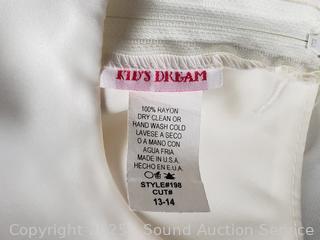 KID'S DREAM
100% RAYON
DRY CLEAN OR
HAND WASH COLD
LAVESE A SECO
O A MANO CON
AGUA FRIA
MADE IN U.S.A.
HECHO EN E.U.A.
STYLE#198
CUT#
13-14
Copyright 2025 Sound Auction Service